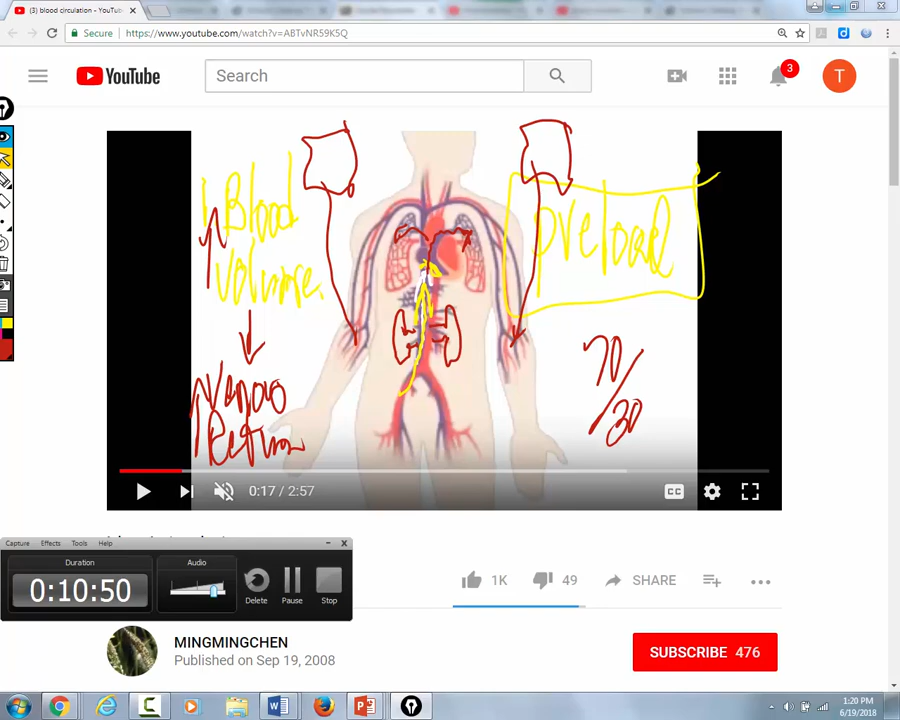 (3) blood circulation - YouTu
Secure
https://www.youtube.com/watch?v=ABTvNR59K5Q
YouTube
Search
3
T
Blood
volume.
Venous
Return
preload
70/30
0:17 / 2:57
CC
Capture Effects Tools Help
Duration
0:10:50
Audio
Delete
Pause
Stop
1K
49
SHARE
MINGMINGCHEN
Published on Sep 19, 2008
SUBSCRIBE 476
1:20 PM
6/19/2018